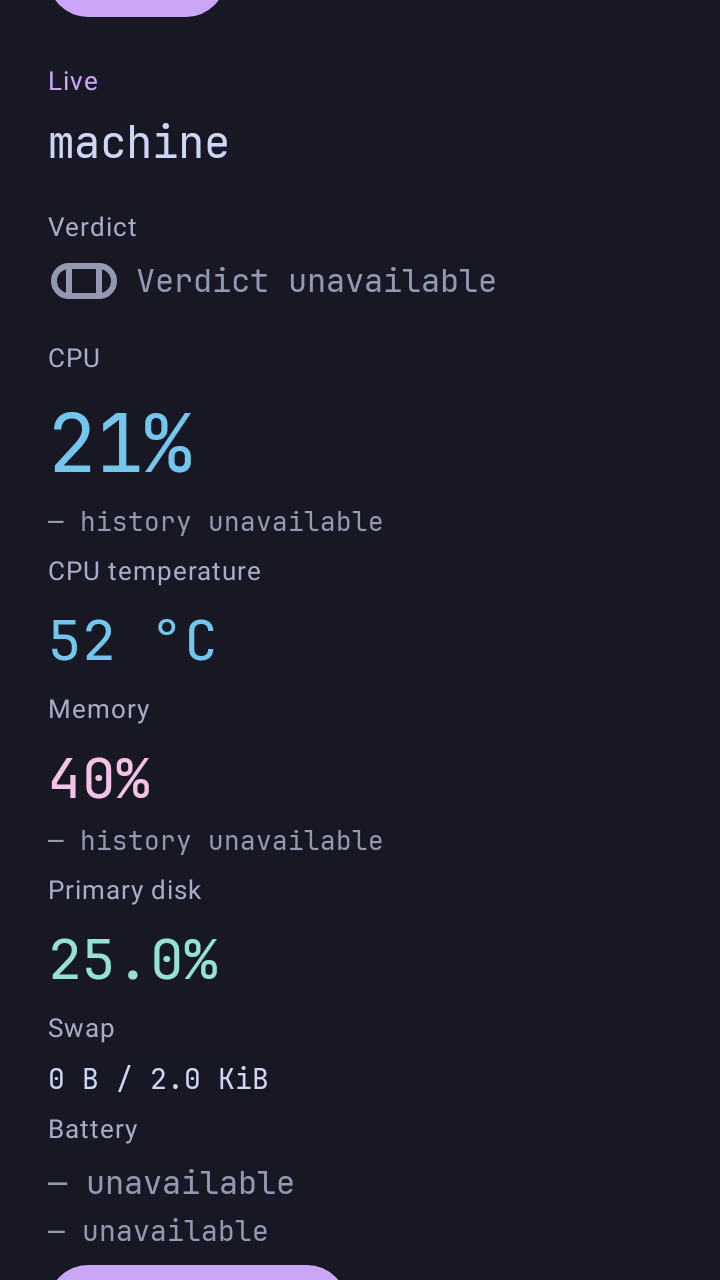 Live
machine
Verdict
Verdict unavailable
CPU
21%
— history unavailable
CPU temperature
52 °C
Memory
40%
— history unavailable
Primary disk
25.0%
Swap
0 B / 2.0 KiB
Battery
— unavailable
— unavailable